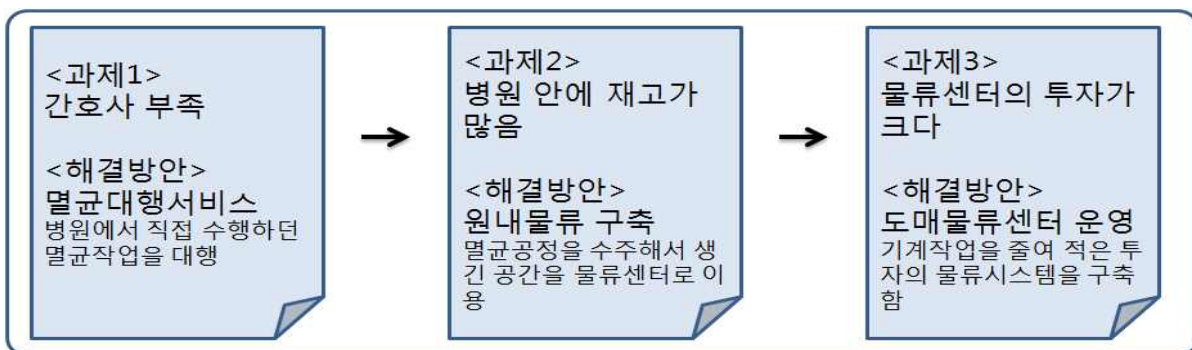 <과제1>
간호사 부족
<해결방안>
멸균대행서비스
병원에서 직접 수행하던
멸균작업을 대행
<과제2>
병원 안에 재고가
많음
<해결방안>
원내물류 구축
멸균공정을 수주해서 생
긴 공간을 물류센터로 이
용
<과제3>
물류센터의 투자가
크다
<해결방안>
도매물류센터 운영
기계작업을 줄여 적은 투
자의 물류시스템을 구축
함